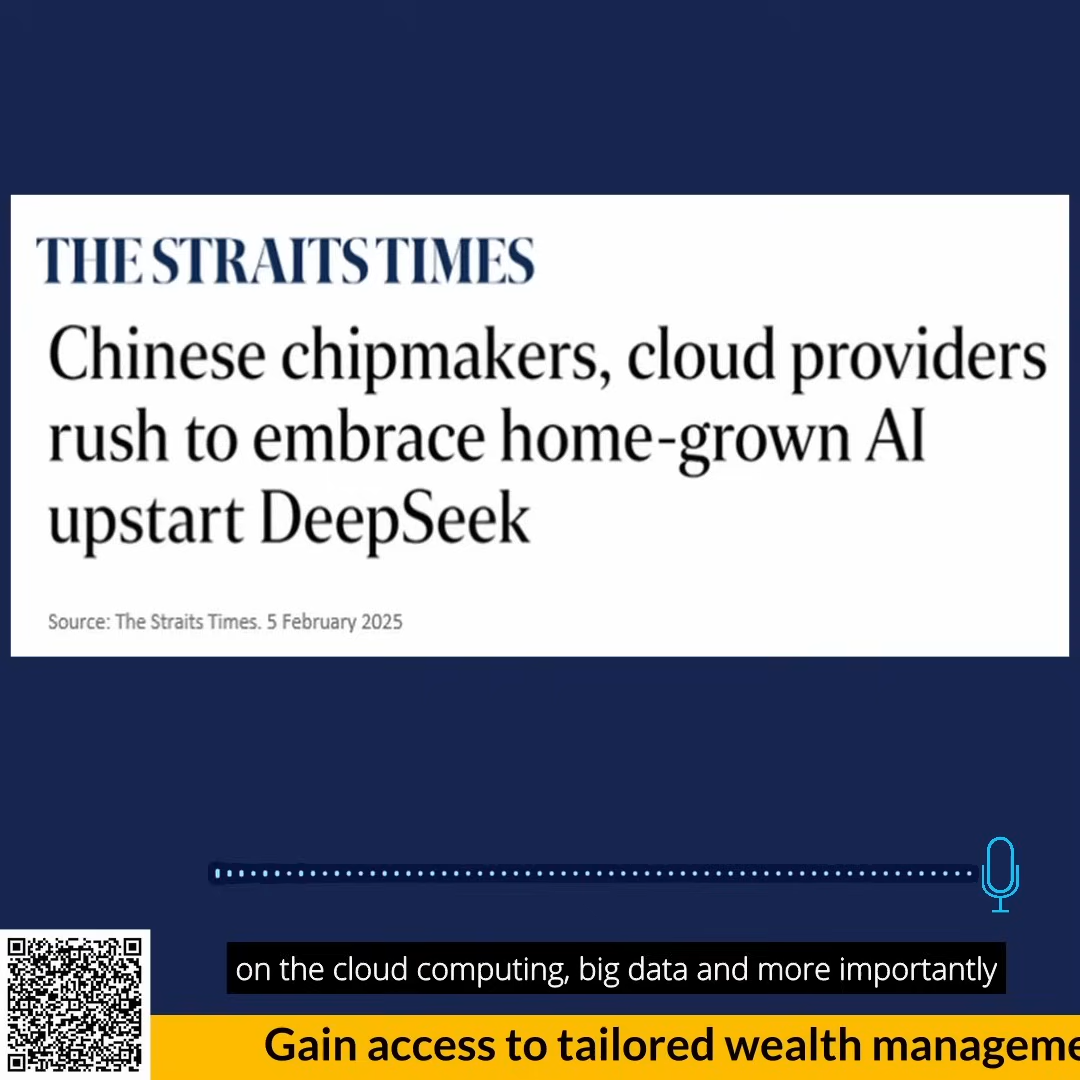 THE STRAITS TIMES
Chinese chipmakers, cloud providers
rush to embrace home-grown AI
upstart DeepSeek
Source: The Straits Times. 5 February 2025
on the cloud computing, big data and more importantly
Gain access to tailored wealth manageme